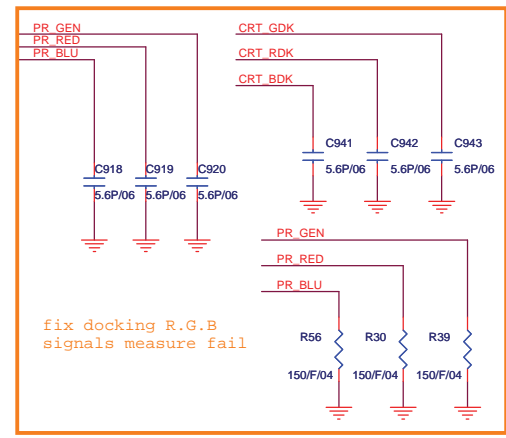 PR_GEN
PR_RED
PR_BLU
C918
C919
C920
5.6P/06
5.6P/06
5.6P/06
CRT_GDK
CRT_RDK
CRT_BDK
C941
C942
C943
5.6P/06
5.6P/06
5.6P/06
PR_GEN
PR_RED
PR_BLU
R56
R30
R39
150/F/04
150/F/04
150/F/04
fix docking R.G.B
signals measure fail